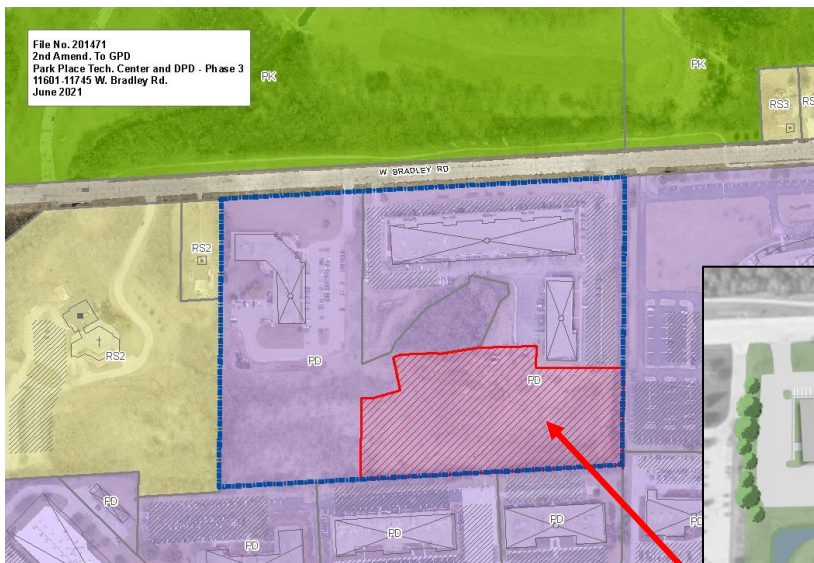 File No. 201471
2nd Amend. To GPD
Park Place Tech. Center and DPD - Phase 3
11601-11745 W. Bradley Rd.
June 2021
PK
PK
RS3
RS
W BRADLEY RD
RS2
RS2
PD
PD
PD
PD
PD
PD